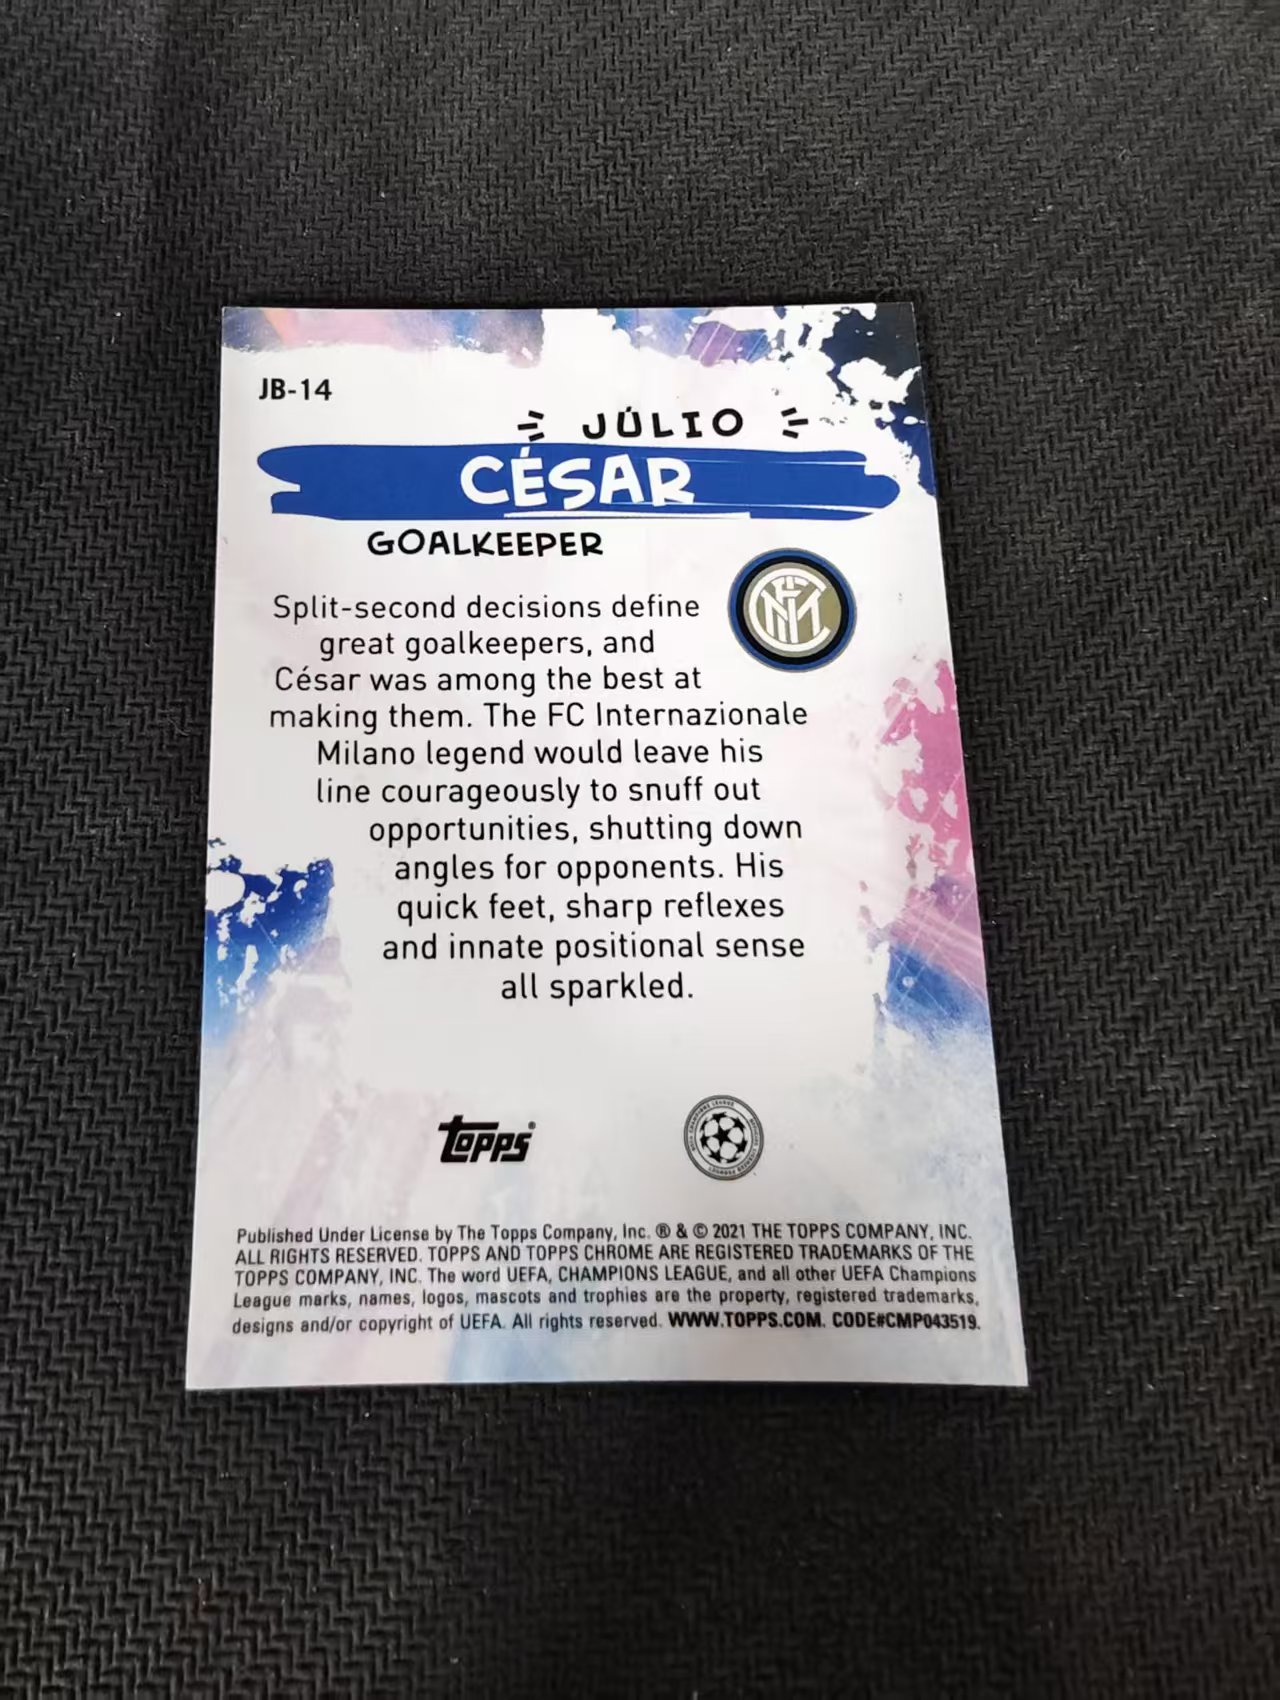 JB-14
JÚLIO
CÉSAR
GOALKEEPER
Split-second decisions define
great goalkeepers, and
César was among the best at
making them. The FC Internazionale
Milano legend would leave his
line courageously to snuff out
opportunities, shutting down
angles for opponents. His
quick feet, sharp reflexes
and innate positional sense
all sparkled.
topps®
Published Under License by The Topps Company, Inc. ® & © 2021 THE TOPPS COMPANY, INC.
ALL RIGHTS RESERVED. TOPPS AND TOPPS CHROME ARE REGISTERED TRADEMARKS OF THE
TOPPS COMPANY, INC. The word UEFA, CHAMPIONS LEAGUE, and all other UEFA Champions
League marks, names, logos, mascots and trophies are the property, registered trademarks,
designs and/or copyright of UEFA. All rights reserved. WWW.TOPPS.COM. CODE#CMP043519.